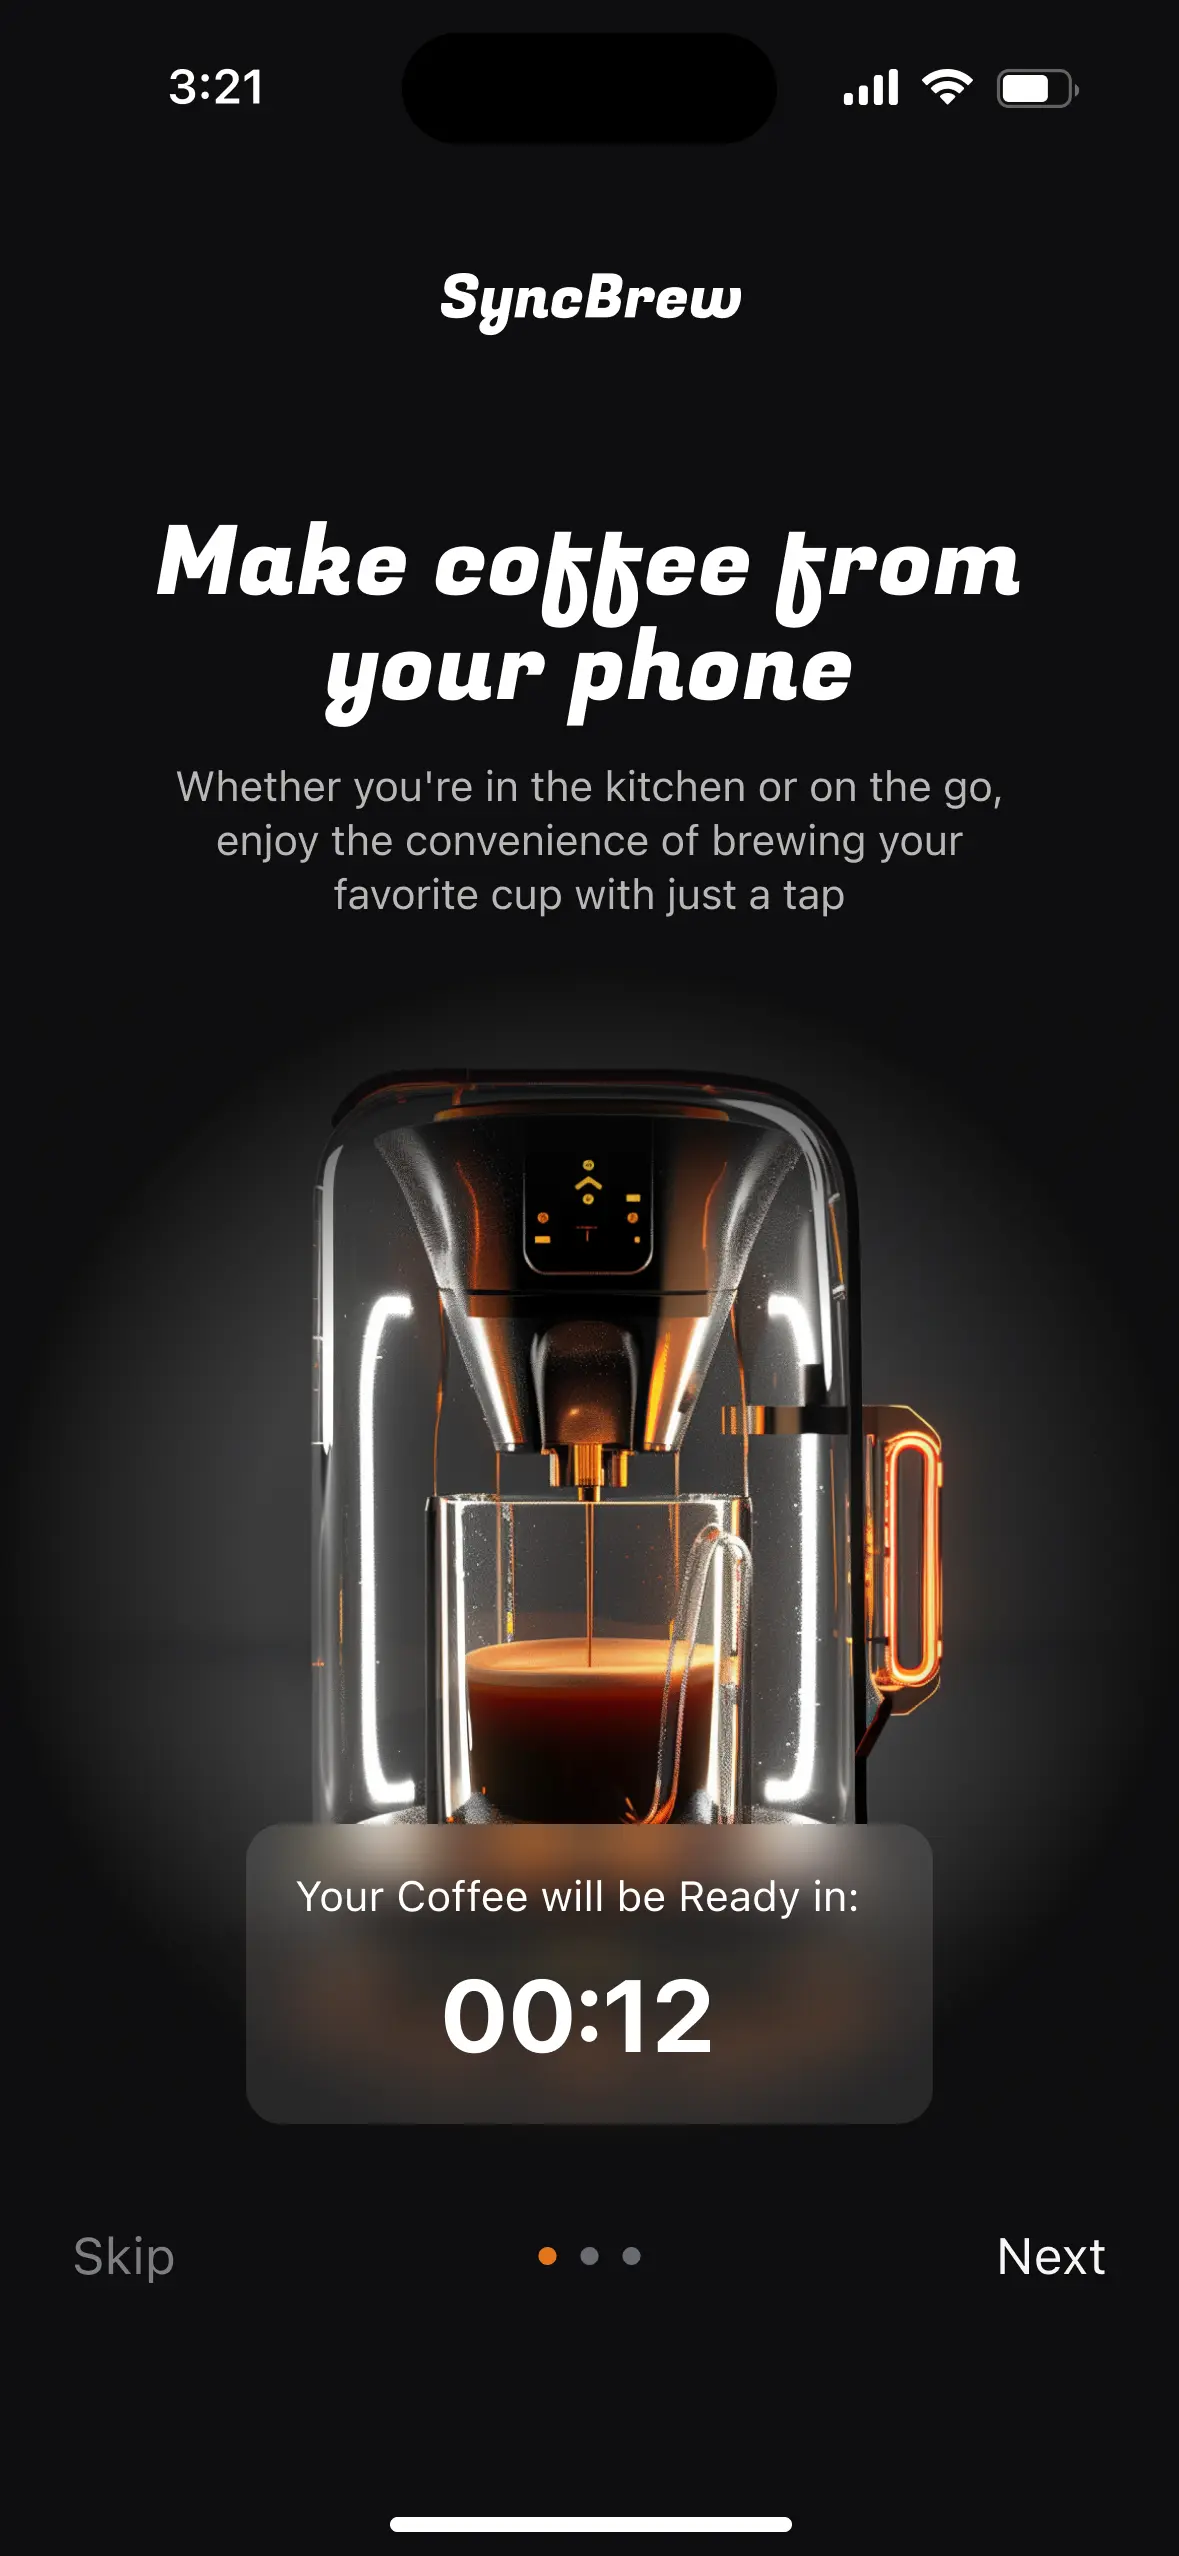 3:21
SyncBrew
Make coffee from
your phone
Whether you're in the kitchen or on the go,
enjoy the convenience of brewing your
favorite cup with just a tap
Your Coffee will be Ready in:
00:12
Skip
Next